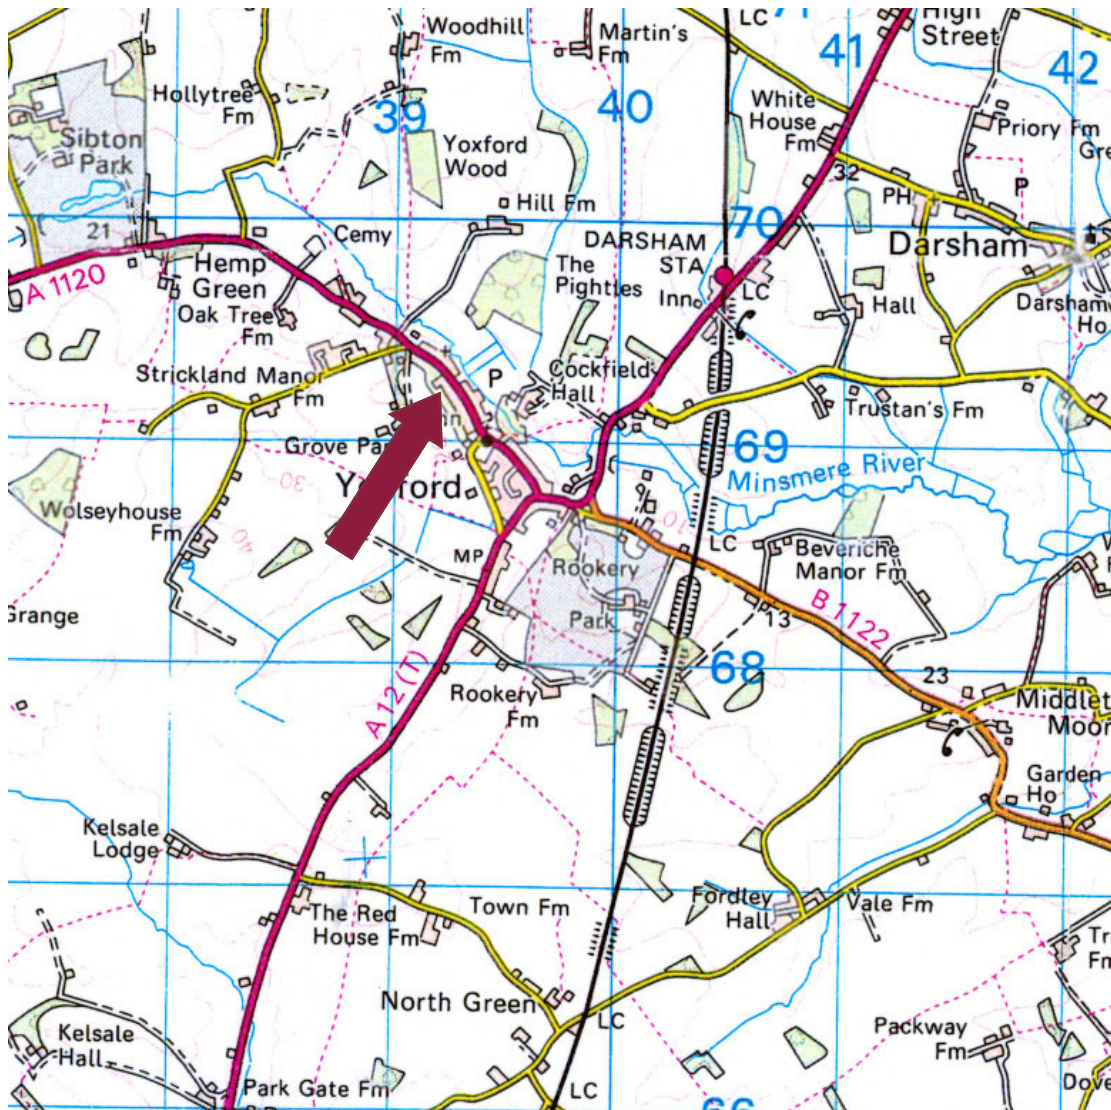 LC
Woodhill
Fm
Martin's
Fm
41
High
Street
42
Hollytree
Fm
39
40
White
House
Fm
Priory Fm
Sibton
Park
Yoxford
Wood
32
P
PH
Hill Fm
70
21
Cemy
DARSHAM
STA
Darsham
Hemp
Green
The
Pightles
LC
Inn
A 1120
Oak Tree
Fm
Hall
Darsham
Ho
Strickland Manor
Fm
P
Cockfield
Hall
Trustan's Fm
Grove
69
Minsmere River
30
Wolseyhouse
Fm
10
40
MP
LC
Beveriche
Manor Fm
Rookery
Park
B 1122
13
A 12 (T)
68
23
Rookery
Fm
Garden
Ho
Kelsale
Lodge
Fordley
Hall
Vale Fm
The Red
House Fm
Town Fm
North Green
LC
Packway
Fm
Kelsale
Hall
Park Gate Fm
LC
66